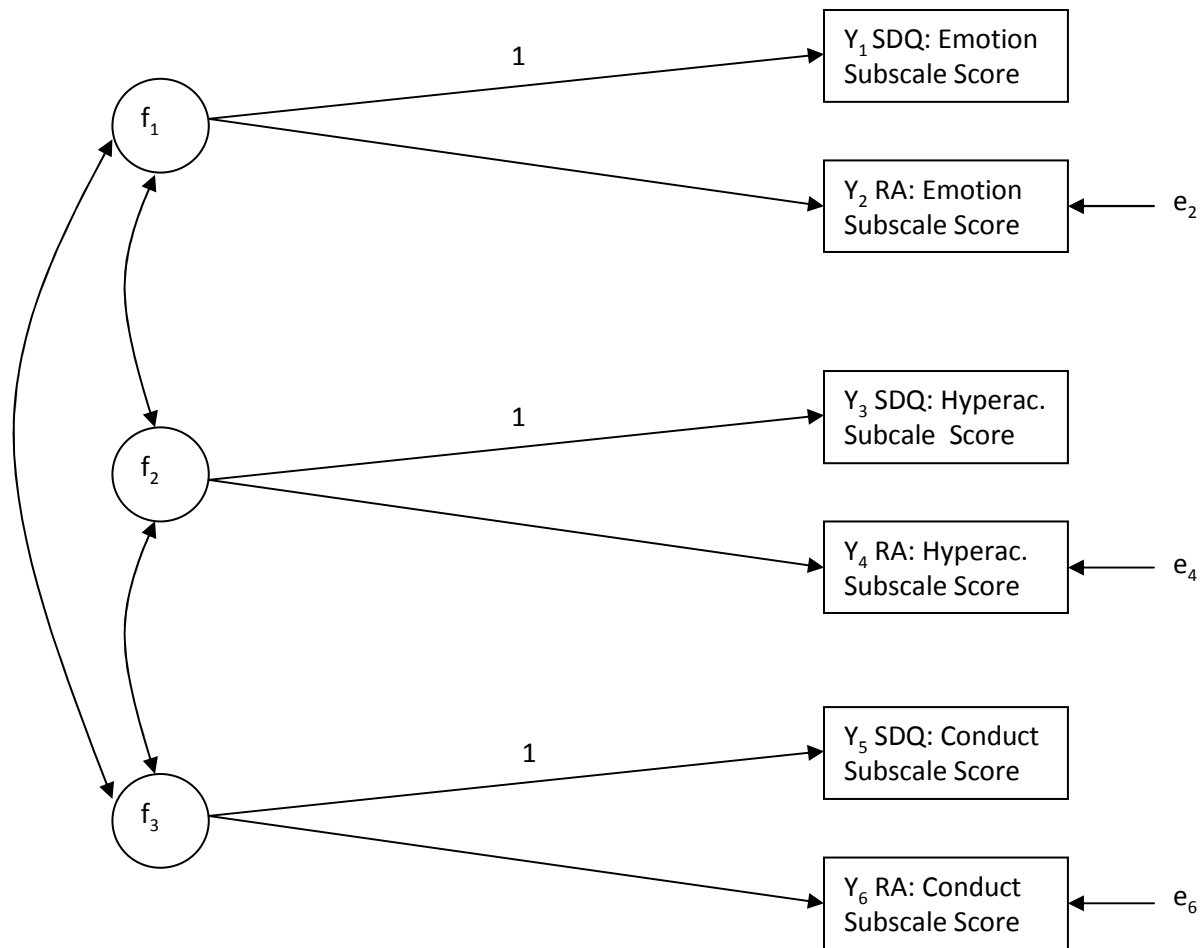 1
Y₁ SDQ: Emotion
Subscale Score
f₁
Y₂ RA: Emotion
Subscale Score
e₂
1
Y₃ SDQ: Hyperac.
Subcale Score
f₂
Y₄ RA: Hyperac.
Subscale Score
e₄
1
Y₅ SDQ: Conduct
Subscale Score
f₃
Y₆ RA: Conduct
Subscale Score
e₆